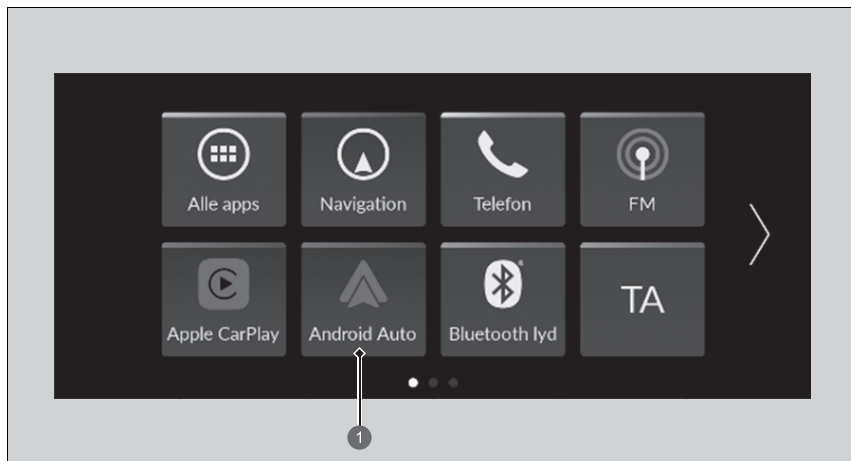 Alle apps
Navigation
Telefon
FM
Apple CarPlay
Android Auto
Bluetooth lyd
TA
1